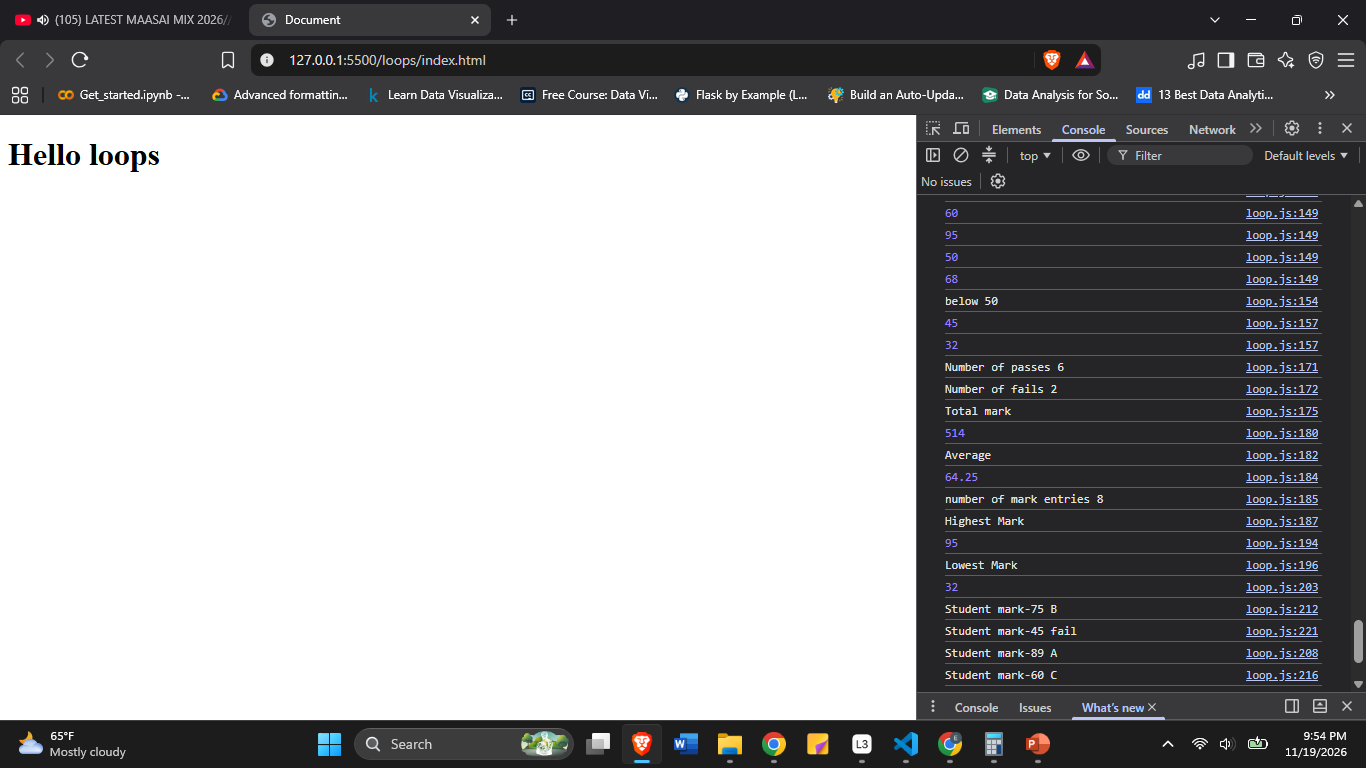 (105) LATEST MAASAI MIX 2026/
Document
127.0.0.1:5500/loops/index.html
Get_started.ipynb -...
Advanced formattin...
Learn Data Visualiza...
Free Course: Data Vi...
Flask by Example (L...
Build an Auto-Upda...
Data Analysis for So...
13 Best Data Analyti...
Hello loops
Elements Console Sources Network
top Filter Default levels
No issues
60 loop.js:149
95 loop.js:149
50 loop.js:149
68 loop.js:149
below 50 loop.js:154
45 loop.js:157
32 loop.js:157
Number of passes 6 loop.js:171
Number of fails 2 loop.js:172
Total mark loop.js:175
514 loop.js:180
Average loop.js:182
64.25 loop.js:184
number of mark entries 8 loop.js:185
Highest Mark loop.js:187
95 loop.js:194
Lowest Mark loop.js:196
32 loop.js:203
Student mark-75 B loop.js:212
Student mark-45 fail loop.js:221
Student mark-89 A loop.js:208
Student mark-60 C loop.js:216
Console Issues What's new
65°F
Mostly cloudy
Search
L3
9:54 PM
11/19/2026